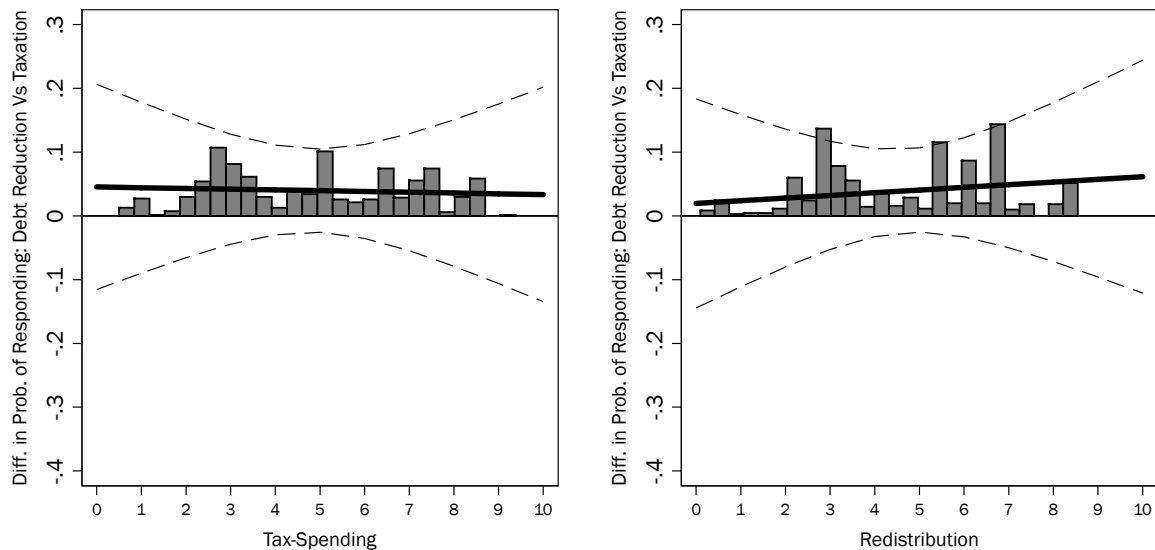 Diff. in Prob. of Responding: Debt Reduction Vs Taxation
.3
.2
.1
0
-.1
-.2
-.3
-.4
0 1 2 3 4 5 6 7 8 9 10
Tax-Spending
Diff. in Prob. of Responding: Debt Reduction Vs Taxation
.3
.2
.1
0
-.1
-.2
-.3
-.4
0 1 2 3 4 5 6 7 8 9 10
Redistribution